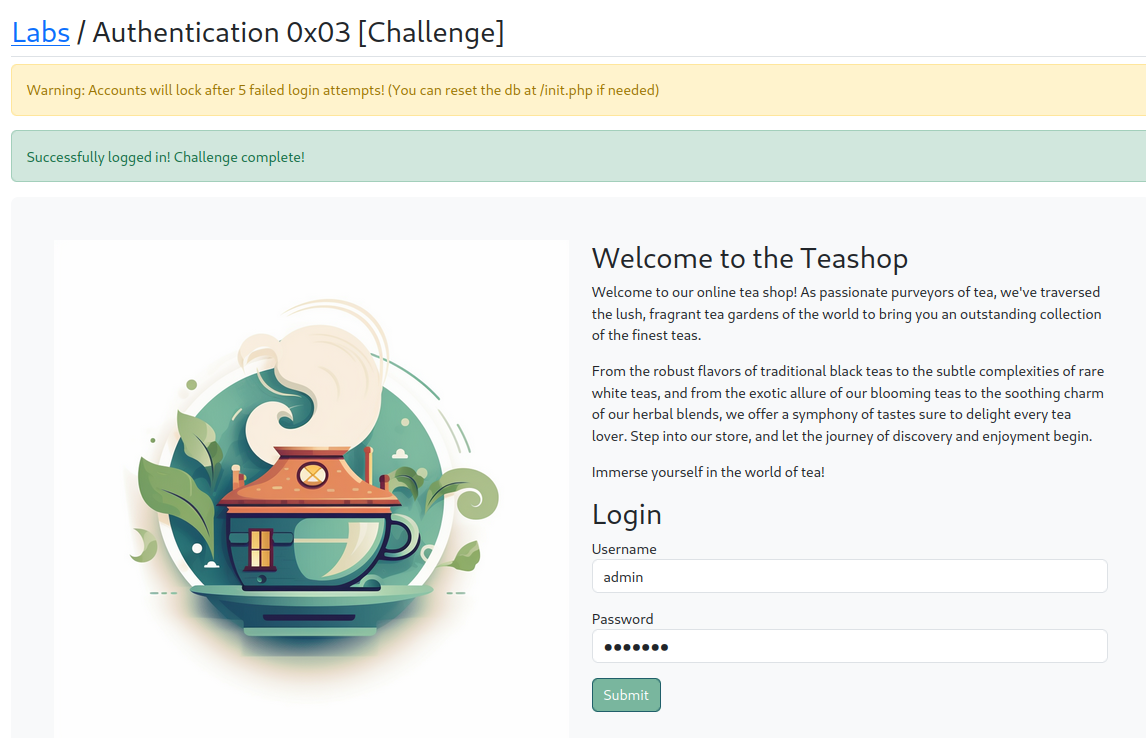 Labs / Authentication 0x03 [Challenge]
Warning: Accounts will lock after 5 failed login attempts! (You can reset the db at /init.php if needed)
Successfully logged in! Challenge complete!
Welcome to the Teashop
Welcome to our online tea shop! As passionate purveyors of tea, we've traversed
the lush, fragrant tea gardens of the world to bring you an outstanding collection
of the finest teas.
From the robust flavors of traditional black teas to the subtle complexities of rare
white teas, and from the exotic allure of our blooming teas to the soothing charm
of our herbal blends, we offer a symphony of tastes sure to delight every tea
lover. Step into our store, and let the journey of discovery and enjoyment begin.
Immerse yourself in the world of tea!
Login
Username
admin
Password
●●●●●●●
Submit